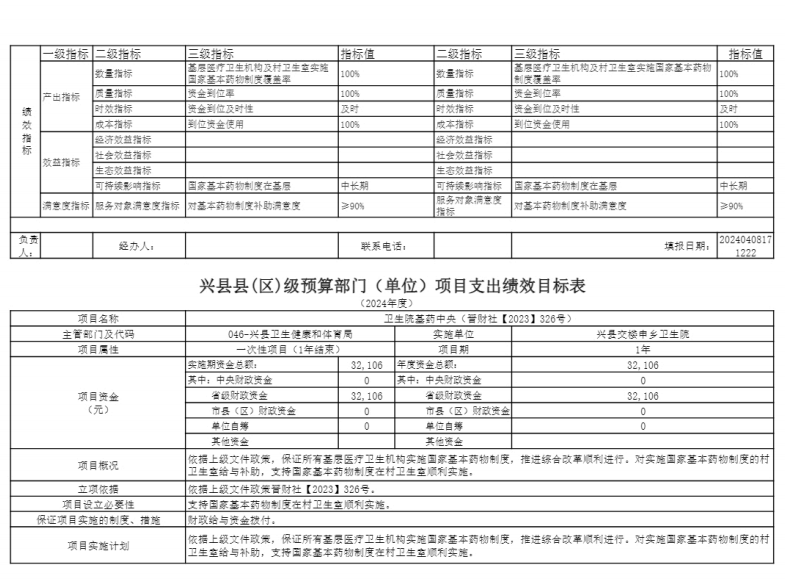 一级指标 二级指标 三级指标 指标值 二级指标 三级指标 指标值
绩效指标
产出指标
数量指标 基层医疗卫生机构及村卫生室实施国家基本药物制度覆盖率 100% 数量指标 基层医疗卫生机构及村卫生室实施国家基本药物制度覆盖率 100%
质量指标 资金到位率 100% 质量指标 资金到位率 100%
时效指标 资金到位及时性 及时 时效指标 资金到位及时性 及时
成本指标 到位资金使用 100% 成本指标 到位资金使用 100%
效益指标
经济效益指标 经济效益指标
社会效益指标 社会效益指标
生态效益指标 生态效益指标
可持续影响指标 国家基本药物制度在基层 中长期 可持续影响指标 国家基本药物制度在基层 中长期
满意度指标 服务对象满意度指标 对基本药物制度补助满意度 ≥90% 服务对象满意度指标 对基本药物制度补助满意度 ≥90%
负责人： 经办人： 联系电话： 填报日期： 20240408171222
兴县县(区)级预算部门（单位）项目支出绩效目标表
（2024年度）
项目名称 卫生院基药中央（晋财社【2023】326号）
主管部门及代码 046-兴县卫生健康和体育局 实施单位 兴县交楼申乡卫生院
项目属性 一次性项目（1年结束） 项目期 1年
项目资金
（元）
实施期资金总额： 32,106 年度资金总额： 32,106
其中：中央财政资金 0 其中：中央财政资金 0
省级财政资金 32,106 省级财政资金 32,106
市县（区）财政资金 0 市县（区）财政资金 0
单位自筹 0 单位自筹 0
其他资金 其他资金
项目概况 依据上级文件政策，保证所有基层医疗卫生机构实施国家基本药物制度，推进综合改革顺利进行。对实施国家基本药物制度的村
卫生室给与补助，支持国家基本药物制度在村卫生室顺利实施。
立项依据 依据上级文件政策晋财社【2023】326号。
项目设立必要性 支持国家基本药物制度在村卫生室顺利实施。
保证项目实施的制度、措施 财政给与资金拨付。
项目实施计划 依据上级文件政策，保证所有基层医疗卫生机构实施国家基本药物制度，推进综合改革顺利进行。对实施国家基本药物制度的村
卫生室给与补助，支持国家基本药物制度在村卫生室顺利实施。